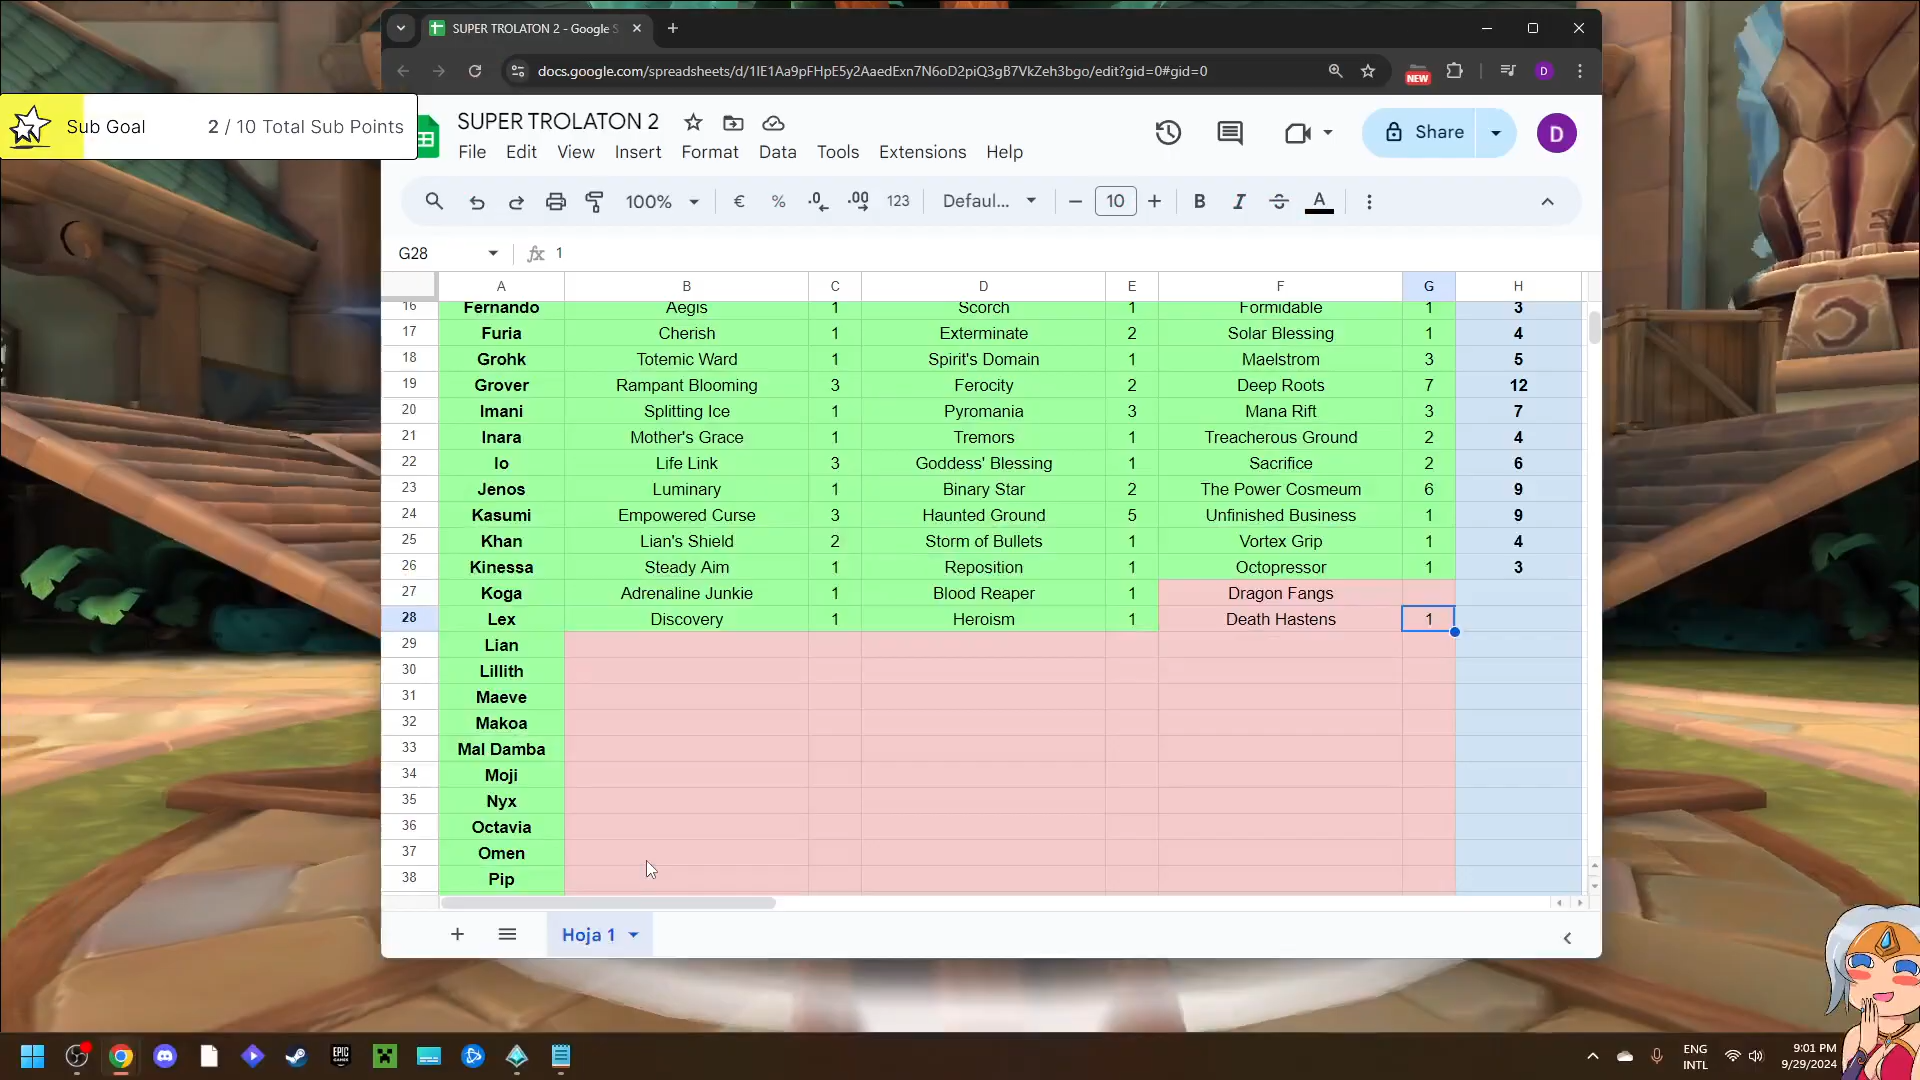 SUPER TROLATON 2 - Google S
docs.google.com/spreadsheets/d/1IE1Aa9pFHpE5y2AaedExn7N6oD2piQ3gB7VkZeh3bgo/edit?gid=0#gid=0
NEW
D
Sub Goal 2 / 10 Total Sub Points
SUPER TROLATON 2
File Edit View Insert Format Data Tools Extensions Help
Share
D
100% € % .0 .00 123 Defaul... 10 B I S A
G28 fx 1
A B C D E F G H
16 Fernando Aegis 1 Scorch 1 Formidable 1 3
17 Furia Cherish 1 Exterminate 2 Solar Blessing 1 4
18 Grohk Totemic Ward 1 Spirit's Domain 1 Maelstrom 3 5
19 Grover Rampant Blooming 3 Ferocity 2 Deep Roots 7 12
20 Imani Splitting Ice 1 Pyromania 3 Mana Rift 3 7
21 Inara Mother's Grace 1 Tremors 1 Treacherous Ground 2 4
22 Io Life Link 3 Goddess' Blessing 1 Sacrifice 2 6
23 Jenos Luminary 1 Binary Star 2 The Power Cosmeum 6 9
24 Kasumi Empowered Curse 3 Haunted Ground 5 Unfinished Business 1 9
25 Khan Lian's Shield 2 Storm of Bullets 1 Vortex Grip 1 4
26 Kinessa Steady Aim 1 Reposition 1 Octopressor 1 3
27 Koga Adrenaline Junkie 1 Blood Reaper 1 Dragon Fangs
28 Lex Discovery 1 Heroism 1 Death Hastens 1
29 Lian
30 Lillith
31 Maeve
32 Makoa
33 Mal Damba
34 Moji
35 Nyx
36 Octavia
37 Omen
38 Pip
Hoja 1
EPIC GAMES
ENG INTL
9:01 PM
9/29/2024